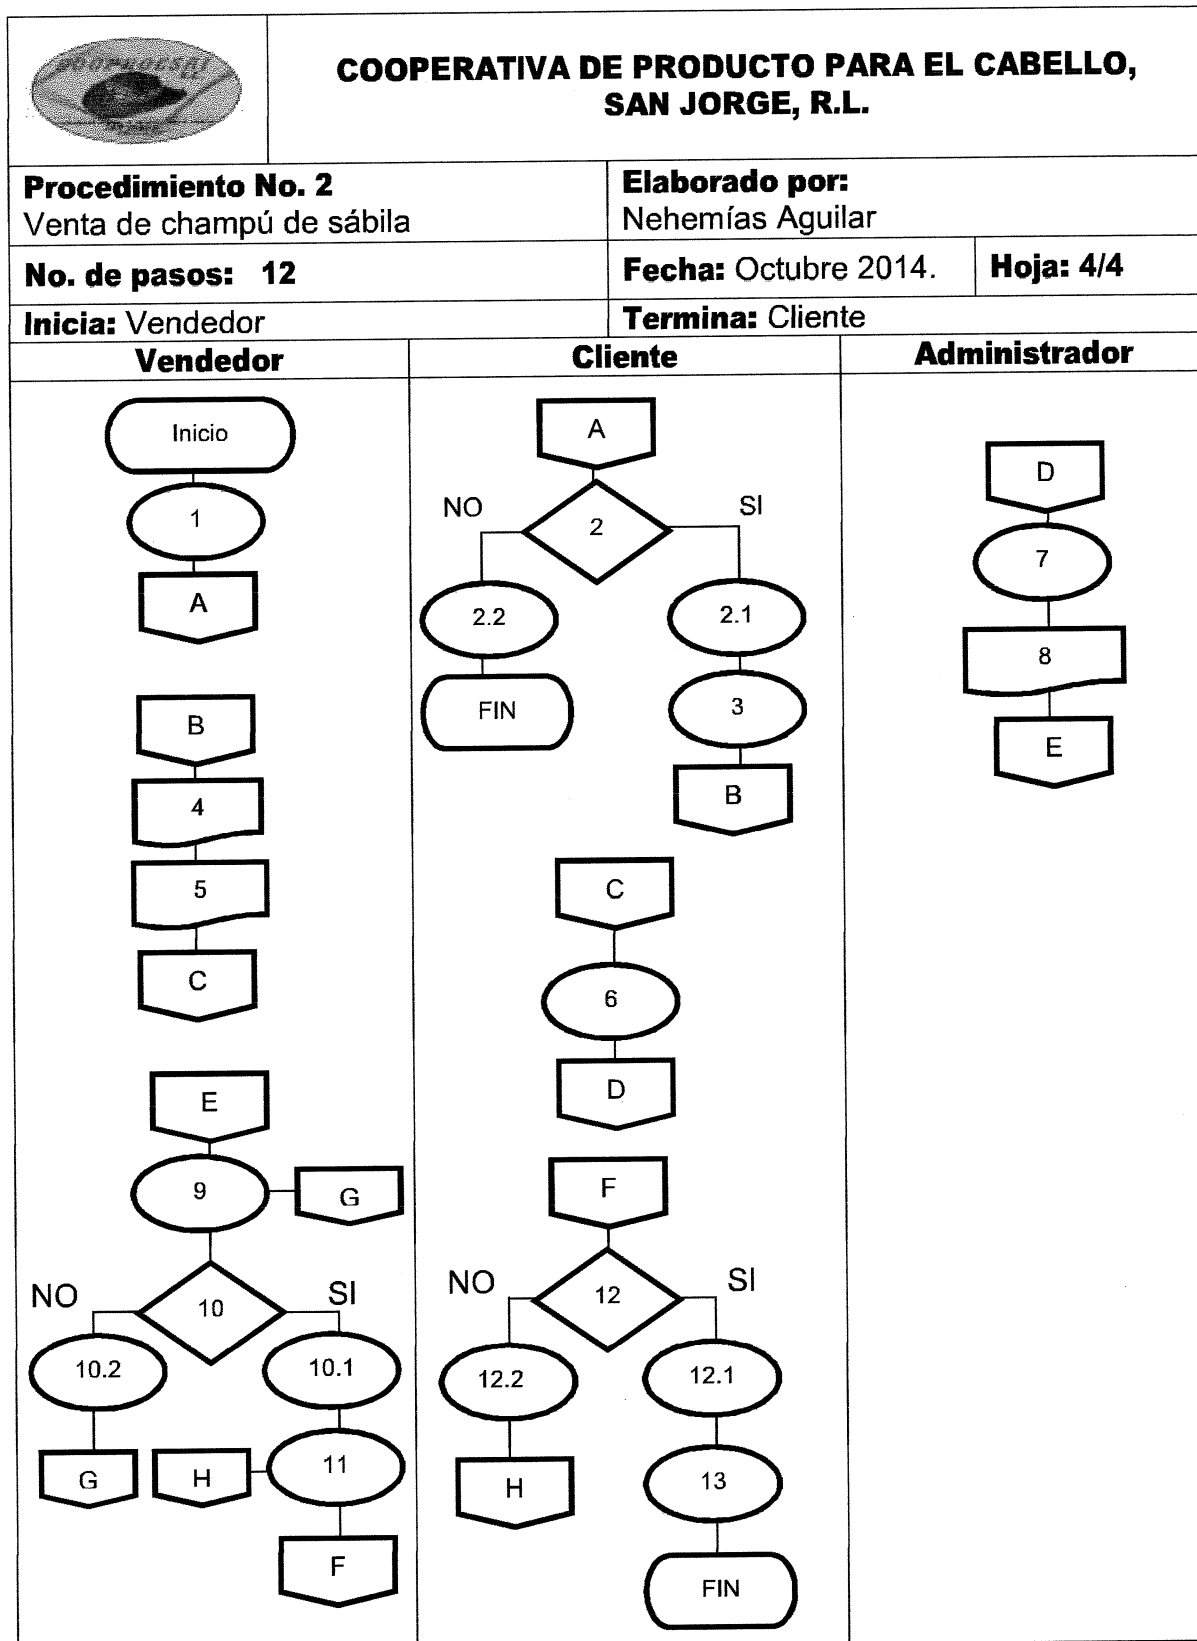 COOPERATIVA DE PRODUCTO PARA EL CABELLO,
SAN JORGE, R.L.
Procedimiento No. 2
Venta de champú de sábila
Elaborado por:
Nehemías Aguilar
No. de pasos: 12
Fecha: Octubre 2014.
Hoja: 4/4
Inicia: Vendedor
Termina: Cliente
Vendedor
Cliente
Administrador
Inicio
1
A
B
4
5
C
E
9
G
10
NO
SI
10.2
10.1
G
H
11
F
A
2
NO
SI
2.2
2.1
FIN
3
B
C
6
D
F
12
NO
SI
12.2
12.1
H
13
FIN
D
7
8
E